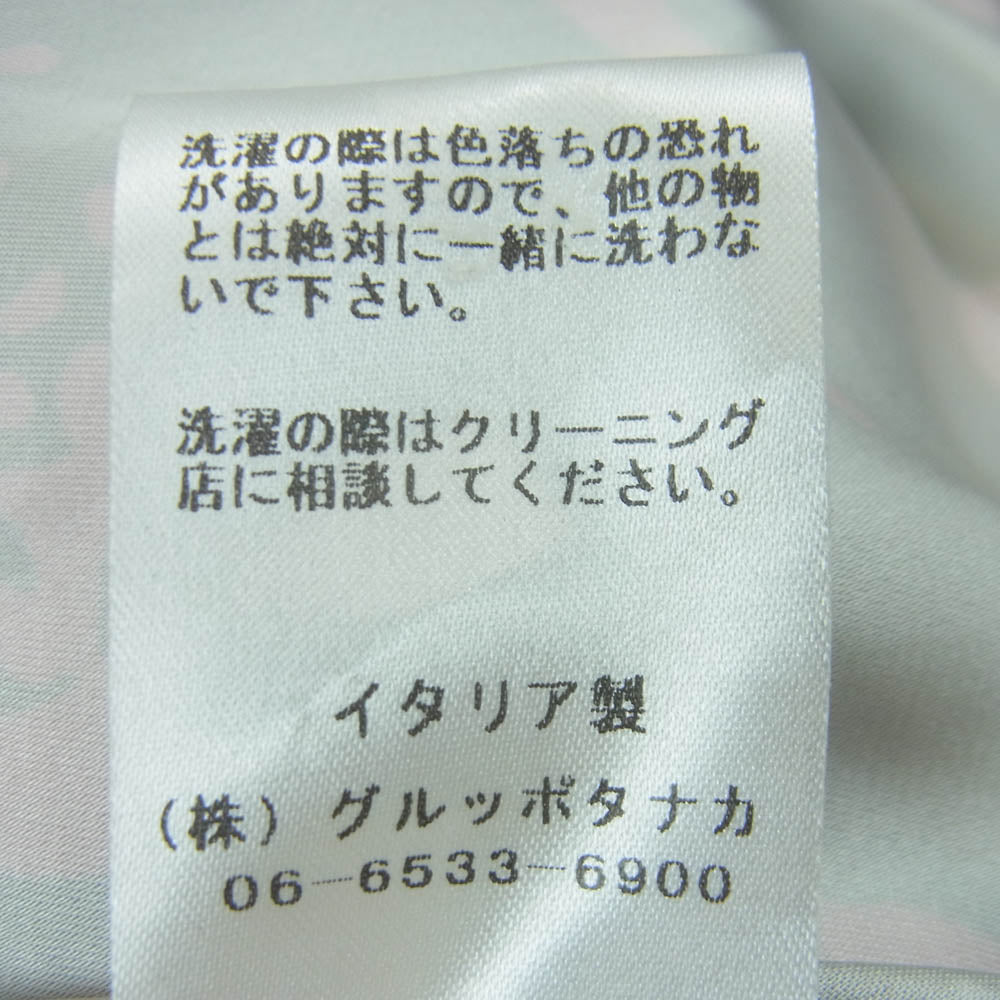 洗濯の際は色落ちの恐れ
がありますので、他の物
とは絶対に一緒に洗わな
いで下さい。
洗濯の際はクリーニング
店に相談してください。
イタリア製
(株) グルッポタナカ
06-6533-6900